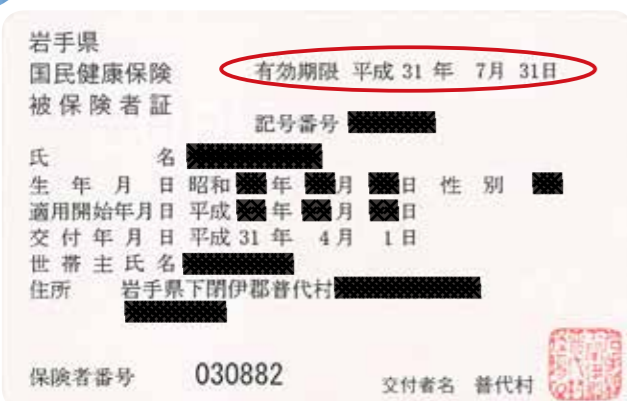 岩手県
国民健康保険 有効期限 平成 31 年 7月 31日
被保険者証
記号番号
氏 名
生 年 月 日 昭和 年 月 日 性 別
適用開始年月日 平成 年 月 日
交 付 年 月 日 平成 31 年 4 月 1 日
世 帯 主 氏 名
住所 岩手県下閉伊郡普代村
保険者番号 030882 交付者名 普代村